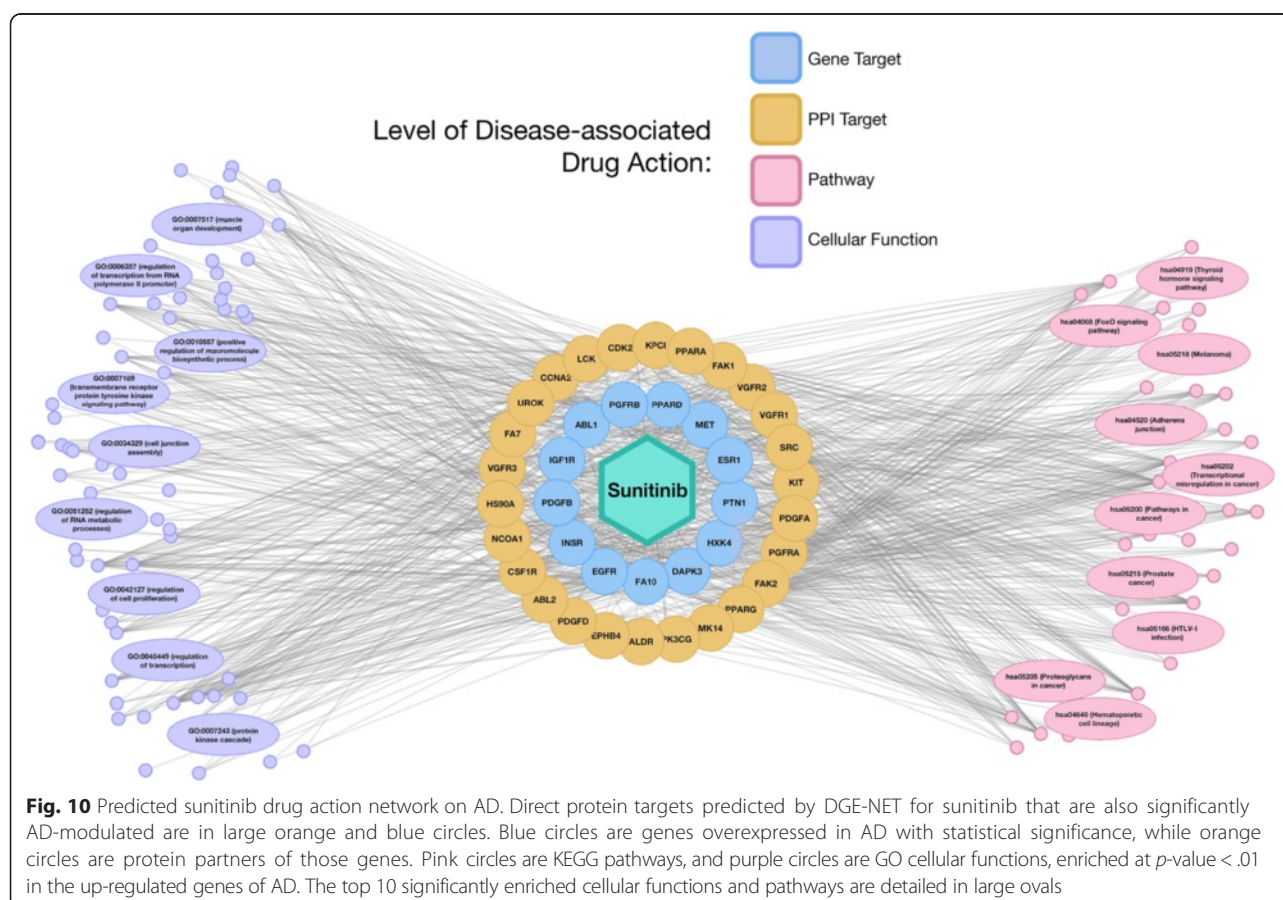 Gene Target
PPI Target
Level of Disease-associated
Drug Action:
Pathway
Cellular Function
GO:0007517 (muscle
organ development)
GO:0006357 (regulation
of transcription from RNA
polymerase II promoter)
GO:0010557 (positive
regulation of macromolecule
biosynthetic process)
GO:0007169
(transmembrane receptor
protein tyrosine kinase
signaling pathway)
GO:0034329 (cell junction
assembly)
GO:0051252 (regulation
of RNA metabolic
processes)
GO:0042127 (regulation
of cell proliferation)
GO:0045449 (regulation
of transcription)
GO:0007243 (protein
kinase cascade)
KPCI
PPARA
FAK1
VGFR2
VGFR1
SRC
KIT
PDGFA
PGFRA
FAK2
PPARG
MK14
PK3CG
ALDR
EPHB4
PDGFD
ABL2
CSF1R
NCOA1
HS90A
VGFR3
FA7
UROK
CCNA2
LCK
CDK2
PGFRB
PPARD
MET
ESR1
PTN1
HXK4
DAPK3
FA10
EGFR
INSR
PDGFB
IGF1R
ABL1
Sunitinib
hsa04919 (Thyroid
hormone signaling
pathway)
hsa04068 (FoxO signaling
pathway)
hsa05218 (Melanoma)
hsa04520 (Adherens
junction)
hsa05202
(Transcriptional
misregulation in cancer)
hsa05200 (Pathways in
cancer)
hsa05215 (Prostate
cancer)
hsa05166 (HTLV-I
infection)
hsa05205 (Proteoglycans
in cancer)
hsa04640 (Hematopoietic
cell lineage)
Fig. 10 Predicted sunitinib drug action network on AD. Direct protein targets predicted by DGE-NET for sunitinib that are also significantly
AD-modulated are in large orange and blue circles. Blue circles are genes overexpressed in AD with statistical significance, while orange
circles are protein partners of those genes. Pink circles are KEGG pathways, and purple circles are GO cellular functions, enriched at p-value < .01
in the up-regulated genes of AD. The top 10 significantly enriched cellular functions and pathways are detailed in large ovals